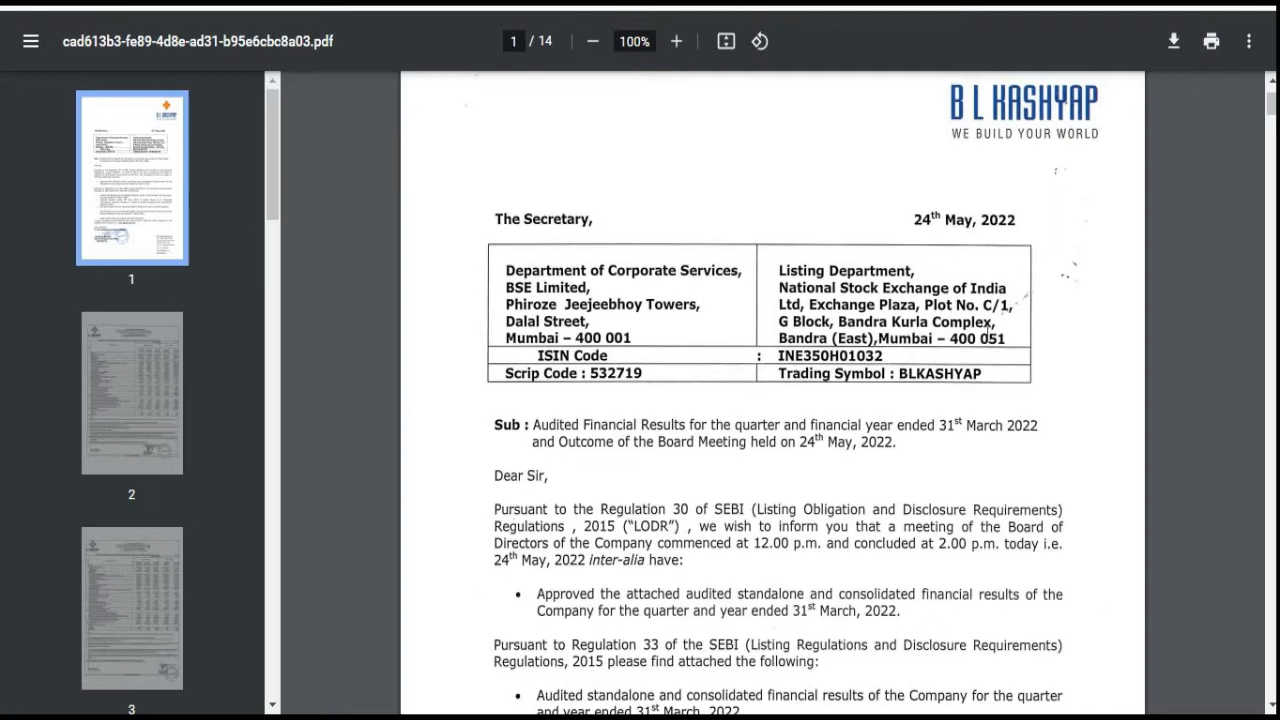 cad613b3-fe89-4d8e-ad31-b95e6cbc8a03.pdf
1 / 14
100%
1
2
3
B L KASHYAP
WE BUILD YOUR WORLD
The Secretary, 24th May, 2022
Department of Corporate Services,
BSE Limited,
Phiroze Jeejeebhoy Towers,
Dalal Street,
Mumbai – 400 001
Listing Department,
National Stock Exchange of India
Ltd, Exchange Plaza, Plot No. C/1,
G Block, Bandra Kurla Complex,
Bandra (East),Mumbai – 400 051
ISIN Code : INE350H01032
Scrip Code : 532719 Trading Symbol : BLKASHYAP
Sub : Audited Financial Results for the quarter and financial year ended 31st March 2022
and Outcome of the Board Meeting held on 24th May, 2022.
Dear Sir,
Pursuant to the Regulation 30 of SEBI (Listing Obligation and Disclosure Requirements)
Regulations , 2015 (“LODR”) , we wish to inform you that a meeting of the Board of
Directors of the Company commenced at 12.00 p.m. and concluded at 2.00 p.m. today i.e.
24th May, 2022 inter-alia have:
• Approved the attached audited standalone and consolidated financial results of the
Company for the quarter and year ended 31st March, 2022.
Pursuant to Regulation 33 of the SEBI (Listing Regulations and Disclosure Requirements)
Regulations, 2015 please find attached the following:
• Audited standalone and consolidated financial results of the Company for the quarter
and year ended 31st March, 2022